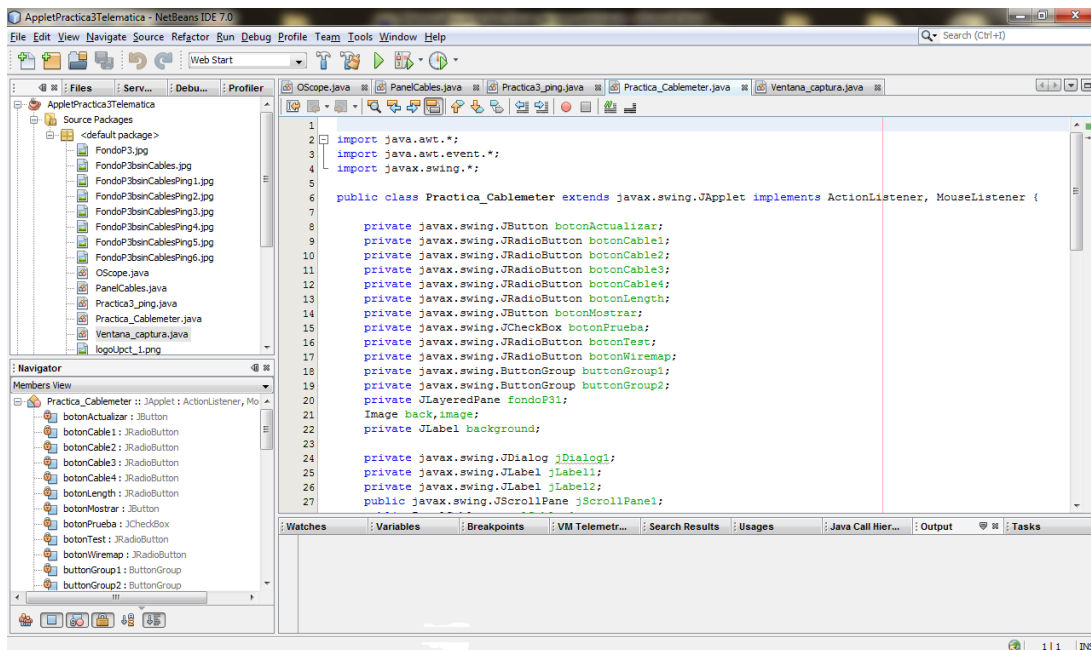 AppletPractica3Telematica - NetBeans IDE 7.0
File Edit View Navigate Source Refactor Run Debug Profile Team Tools Window Help
Search (Ctrl+I)
Web Start
Files Serv... Debu... Profiler
AppletPractica3Telematica
Source Packages
<default package>
FondoP3.jpg
FondoP3bsinCables.jpg
FondoP3bsinCablesPing1.jpg
FondoP3bsinCablesPing2.jpg
FondoP3bsinCablesPing3.jpg
FondoP3bsinCablesPing4.jpg
FondoP3bsinCablesPing5.jpg
FondoP3bsinCablesPing6.jpg
OScope.java
PanelCables.java
Practica3_ping.java
Practica_Cablemeter.java
Ventana_captura.java
logoUpct_1.png
Navigator
Members View
Practica_Cablemeter :: JApplet : ActionListener, Mo
botonActualizar : JButton
botonCable1 : JRadioButton
botonCable2 : JRadioButton
botonCable3 : JRadioButton
botonCable4 : JRadioButton
botonLength : JRadioButton
botonMostrar : JButton
botonPrueba : JCheckBox
botonTest : JRadioButton
botonWiremap : JRadioButton
buttonGroup1 : ButtonGroup
buttonGroup2 : ButtonGroup
OScope.java PanelCables.java Practica3_ping.java Practica_Cablemeter.java Ventana_captura.java
1
2 import java.awt.*;
3 import java.awt.event.*;
4 import javax.swing.*;
5
6 public class Practica_Cablemeter extends javax.swing.JApplet implements ActionListener, MouseListener {
7
8 private javax.swing.JButton botonActualizar;
9 private javax.swing.JRadioButton botonCable1;
10 private javax.swing.JRadioButton botonCable2;
11 private javax.swing.JRadioButton botonCable3;
12 private javax.swing.JRadioButton botonCable4;
13 private javax.swing.JRadioButton botonLength;
14 private javax.swing.JButton botonMostrar;
15 private javax.swing.JCheckBox botonPrueba;
16 private javax.swing.JRadioButton botonTest;
17 private javax.swing.JRadioButton botonWiremap;
18 private javax.swing.ButtonGroup buttonGroup1;
19 private javax.swing.ButtonGroup buttonGroup2;
20 private JLayeredPane fondoP31;
21 Image back,image;
22 private JLabel background;
23
24 private javax.swing.JDialog jDialog1;
25 private javax.swing.JLabel jLabel1;
26 private javax.swing.JLabel jLabel2;
27 public javax.swing.JScrollPane jScrollPane1;
Watches Variables Breakpoints VM Telemetr... Search Results Usages Java Call Hier... Output Tasks
1|1 INS